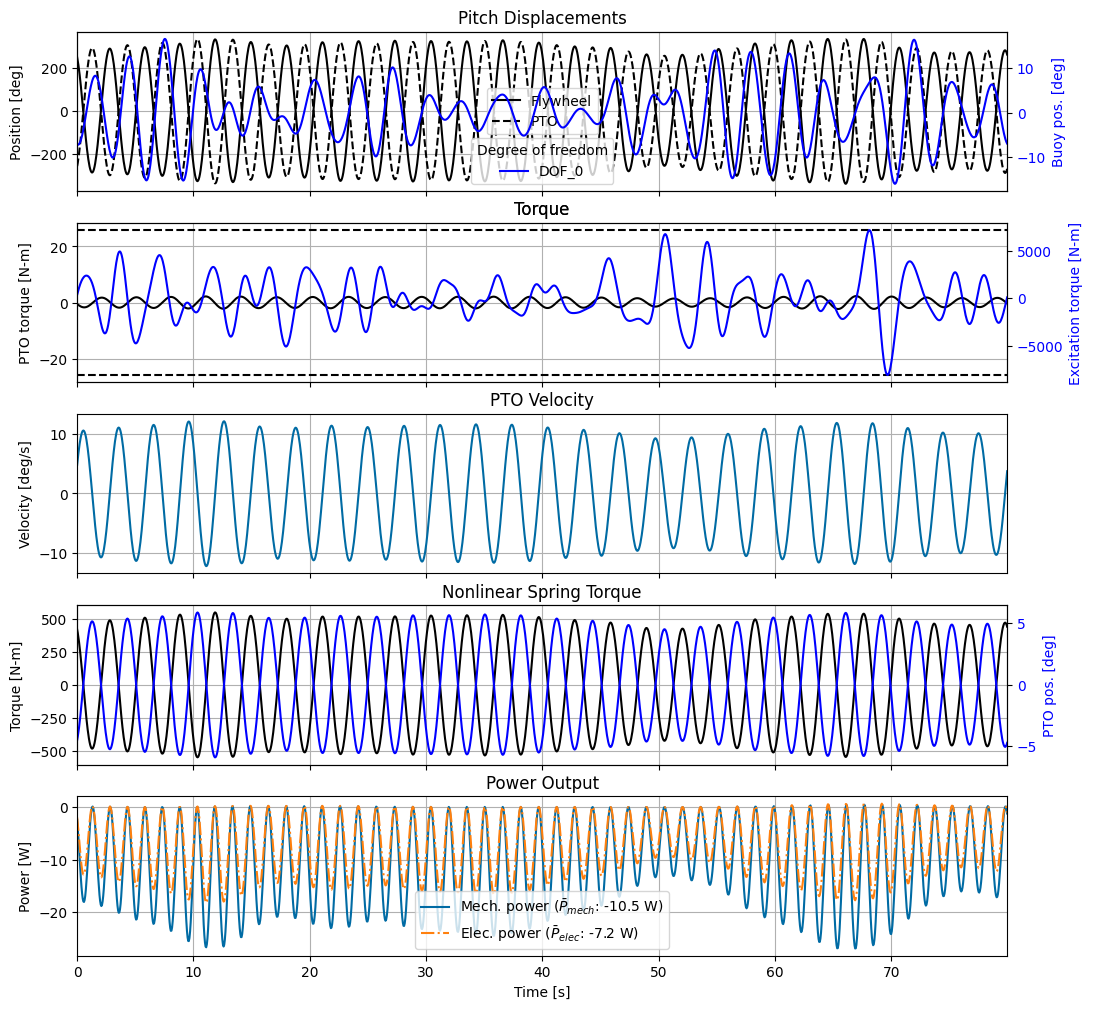 Pitch Displacements
Position [deg]
200
0
−200
10
0
−10
Buoy pos. [deg]
Flywheel
PTO
Degree of freedom
DOF_0
Torque
PTO torque [N-m]
20
0
−20
5000
0
−5000
Excitation torque [N-m]
PTO Velocity
Velocity [deg/s]
10
0
−10
Nonlinear Spring Torque
Torque [N-m]
500
250
0
−250
−500
5
0
−5
PTO pos. [deg]
Power Output
Power [W]
0
−10
−20
Mech. power (P̄mech: -10.5 W)
Elec. power (P̄elec: -7.2 W)
0 10 20 30 40 50 60 70
Time [s]